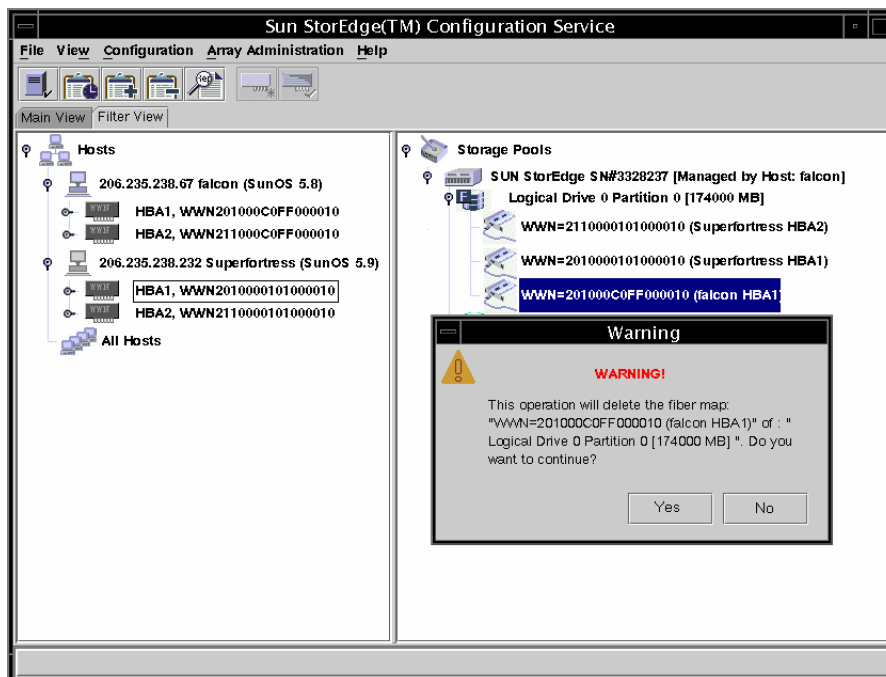 Sun StorEdge(TM) Configuration Service
File View Configuration Array Administration Help
Main View Filter View
Hosts
206.235.238.67 falcon (SunOS 5.8)
HBA1, WWN201000C0FF000010
HBA2, WWN211000C0FF000010
206.235.238.232 Superfortress (SunOS 5.9)
HBA1, WWN2010000101000010
HBA2, WWN2110000101000010
All Hosts
Storage Pools
SUN StorEdge SN#3328237 [Managed by Host: falcon]
Logical Drive 0 Partition 0 [174000 MB]
WWN=2110000101000010 (Superfortress HBA2)
WWN=2010000101000010 (Superfortress HBA1)
WWN=201000C0FF000010 (falcon HBA1)
Warning
WARNING!
This operation will delete the fiber map:
"WWN=201000C0FF000010 (falcon HBA1)" of : "
Logical Drive 0 Partition 0 [174000 MB] ". Do you
want to continue?
Yes
No